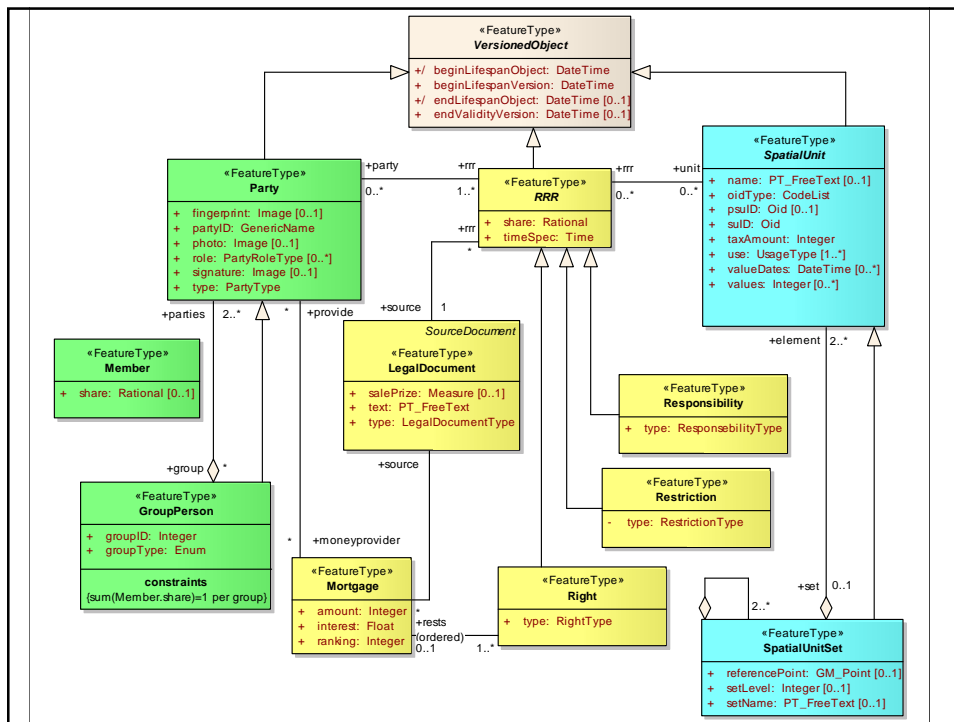 «FeatureType»
VersionedObject
+/ beginLifespanObject: DateTime
+ beginLifespanVersion: DateTime
+/ endLifespanObject: DateTime [0..1]
+ endValidityVersion: DateTime [0..1]
«FeatureType»
Party
+ fingerprint: Image [0..1]
+ partyID: GenericName
+ photo: Image [0..1]
+ role: PartyRoleType [0..*]
+ signature: Image [0..1]
+ type: PartyType
+party
0..*
+rrr
1..*
«FeatureType»
RRR
+ share: Rational
+ timeSpec: Time
+rrr
0..*
+unit
0..*
«FeatureType»
SpatialUnit
+ name: PT_FreeText [0..1]
+ oidType: CodeList
+ psuID: Oid [0..1]
+ suID: Oid
+ taxAmount: Integer
+ use: UsageType [1..*]
+ valueDates: DateTime [0..*]
+ values: Integer [0..*]
+rrr
*
+source
1
+parties
2..*
*
+provide
SourceDocument
«FeatureType»
LegalDocument
+ salePrize: Measure [0..1]
+ text: PT_FreeText
+ type: LegalDocumentType
+element
2..*
«FeatureType»
Member
+ share: Rational [0..1]
«FeatureType»
Responsibility
+ type: ResponsebilityType
+group
*
+source
«FeatureType»
Restriction
- type: RestrictionType
«FeatureType»
GroupPerson
+ groupID: Integer
+ groupType: Enum
constraints
{sum(Member.share)=1 per group}
*
+moneyprovider
«FeatureType»
Mortgage
+ amount: Integer
+ interest: Float
+ ranking: Integer
*
+rests
(ordered)
0..1
1..*
«FeatureType»
Right
+ type: RightType
+set
0..1
2..*
«FeatureType»
SpatialUnitSet
+ referencePoint: GM_Point [0..1]
+ setLevel: Integer [0..1]
+ setName: PT_FreeText [0..1]